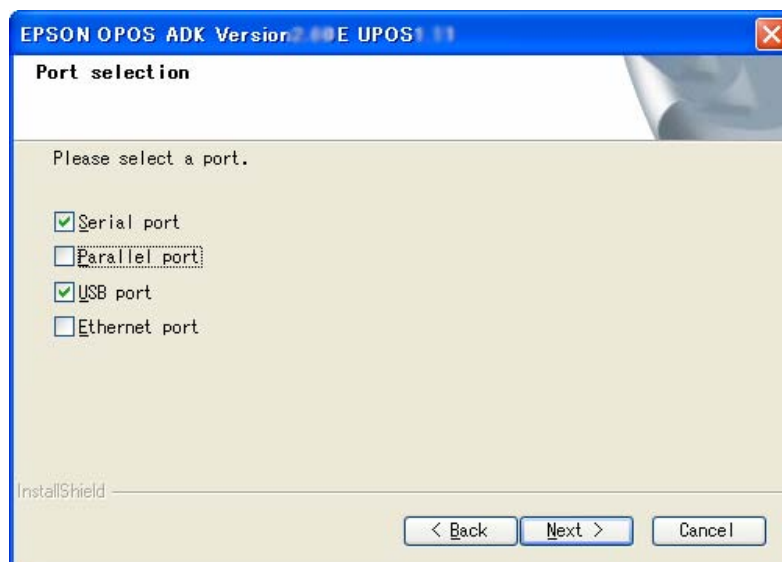 EPSON OPOS ADK Version E UPOS
Port selection
Please select a port.
Serial port
Parallel port
USB port
Ethernet port
InstallShield
< Back
Next >
Cancel